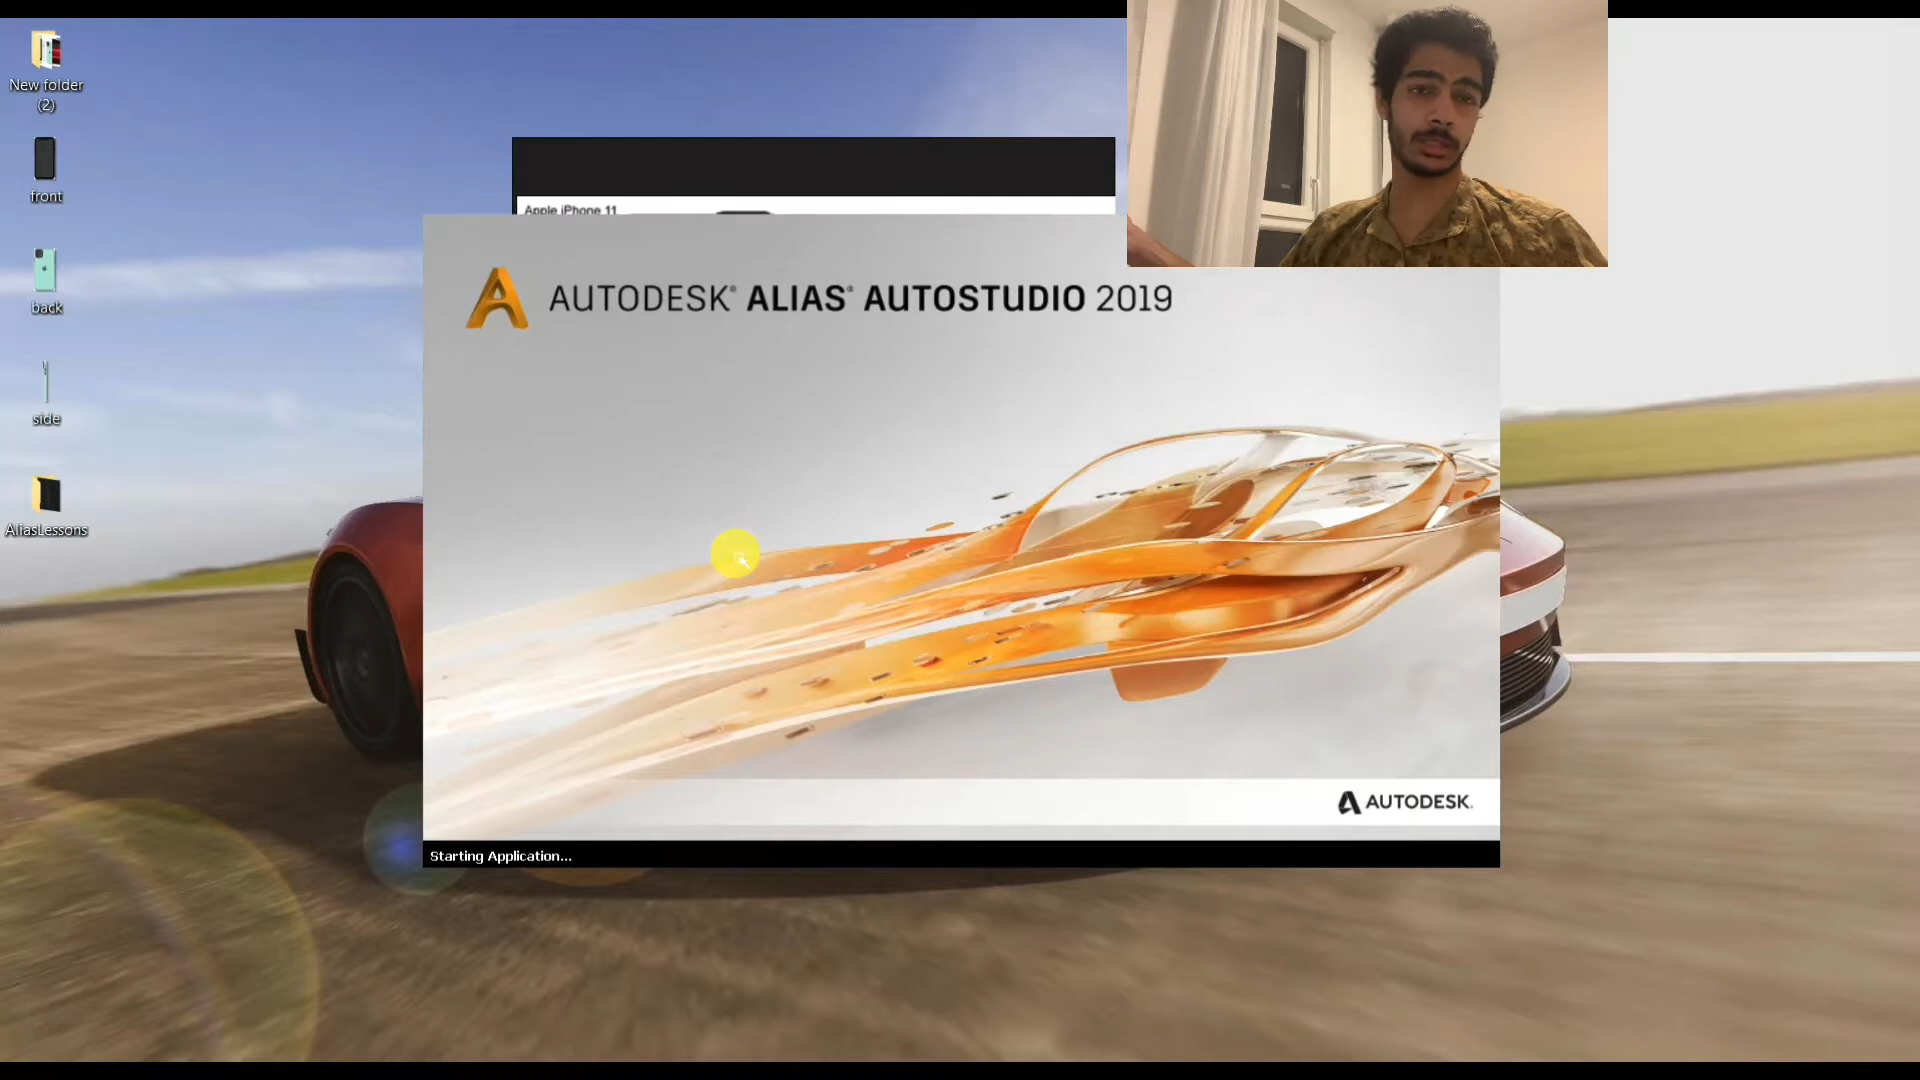 New folder
(2)
front
back
side
AliasLessons
Apple iPhone 11
AUTODESK® ALIAS® AUTOSTUDIO 2019
AUTODESK.
Starting Application...